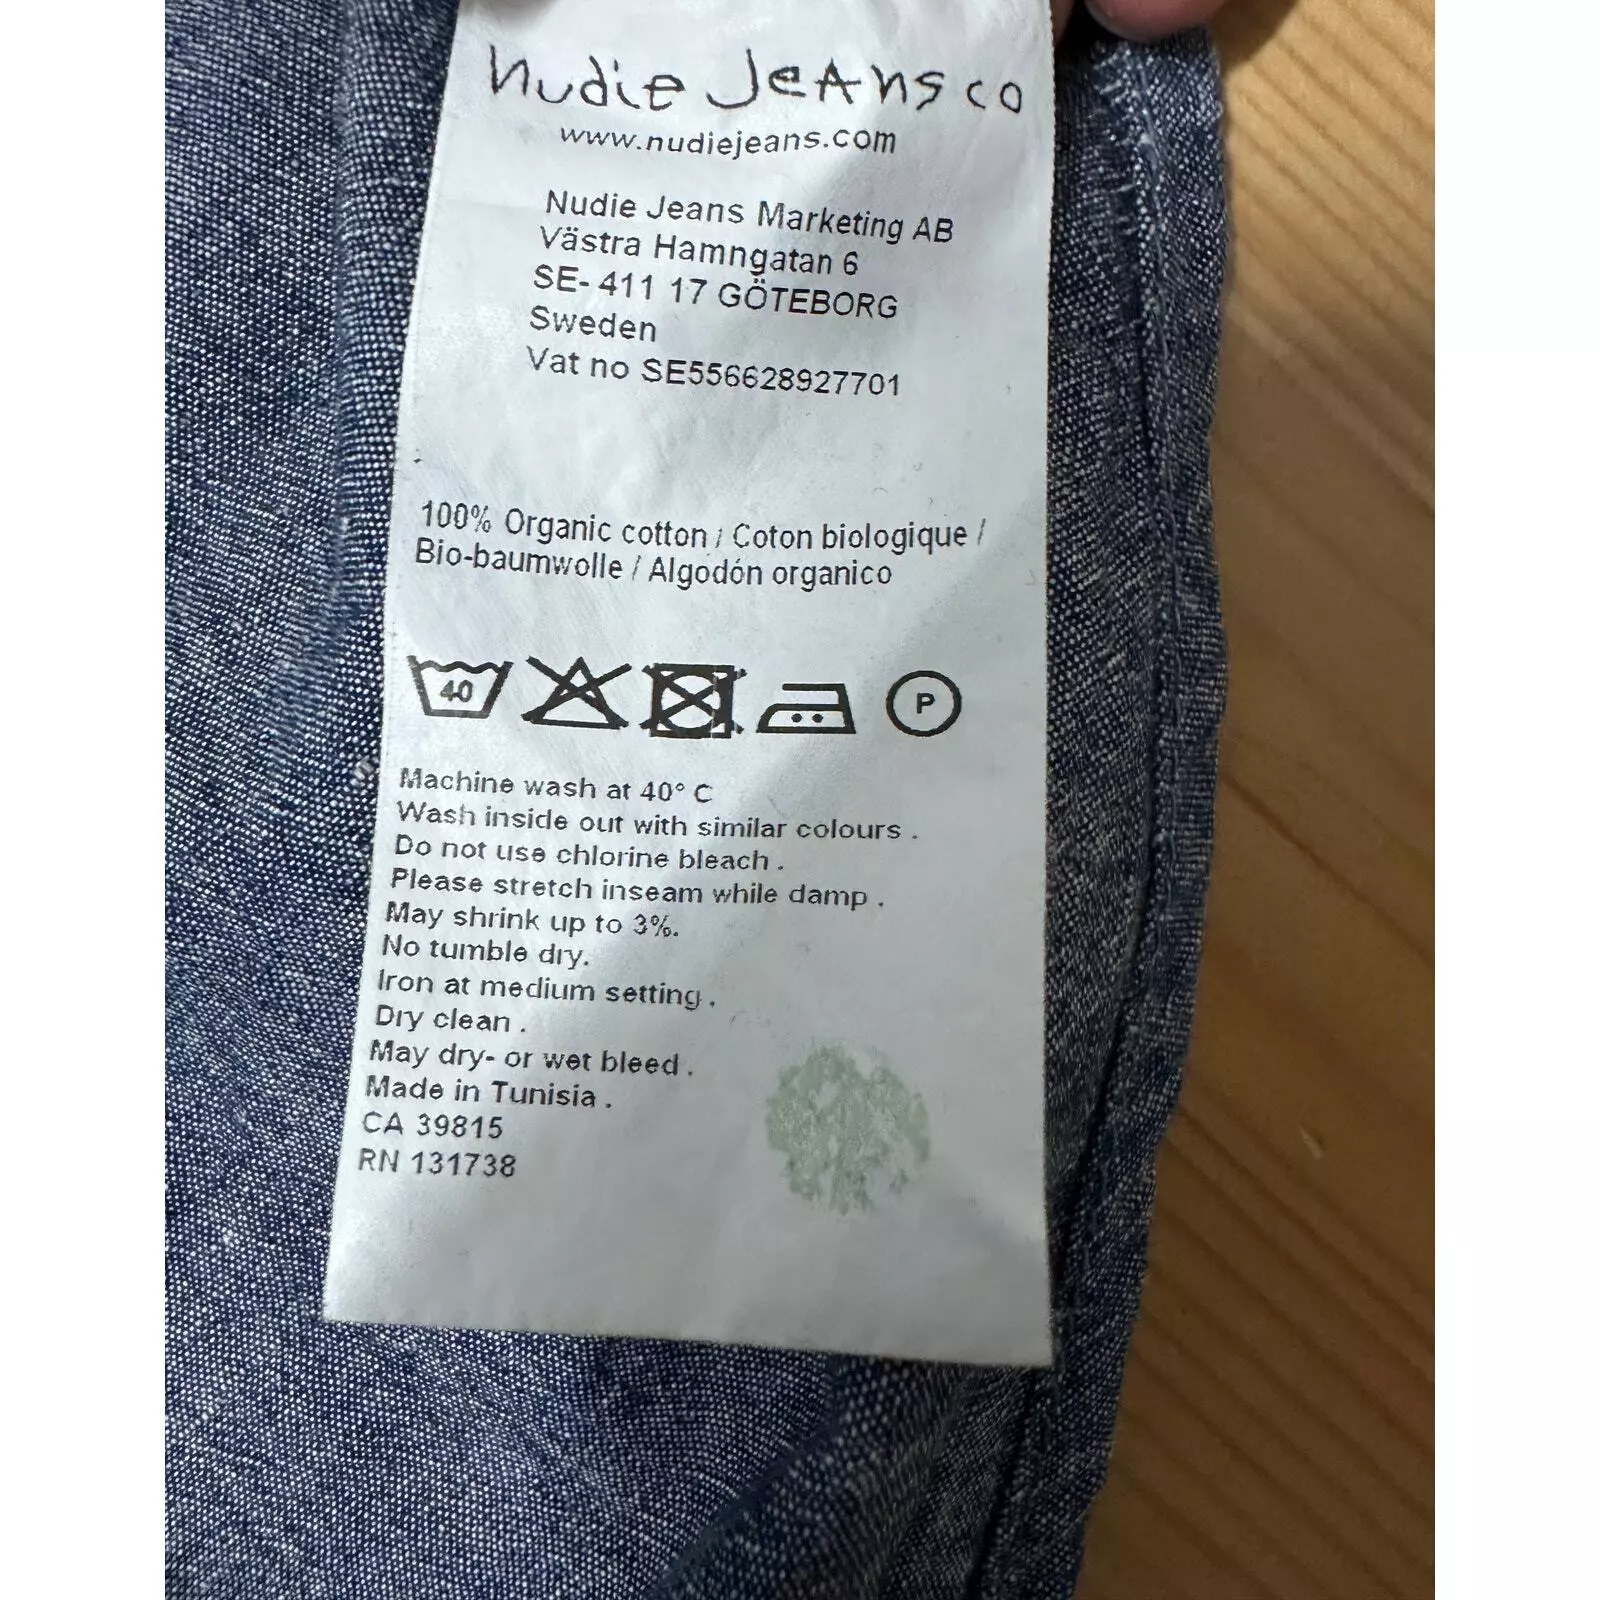 nudie Jeans co
www.nudiejeans.com
Nudie Jeans Marketing AB
Västra Hamngatan 6
SE- 411 17 GÖTEBORG
Sweden
Vat no SE556628927701
100% Organic cotton / Coton biologique /
Bio-baumwolle / Algodón organico
40 P
Machine wash at 40° C
Wash inside out with similar colours .
Do not use chlorine bleach .
Please stretch inseam while damp .
May shrink up to 3%.
No tumble dry.
Iron at medium setting .
Dry clean .
May dry- or wet bleed .
Made in Tunisia .
CA 39815
RN 131738